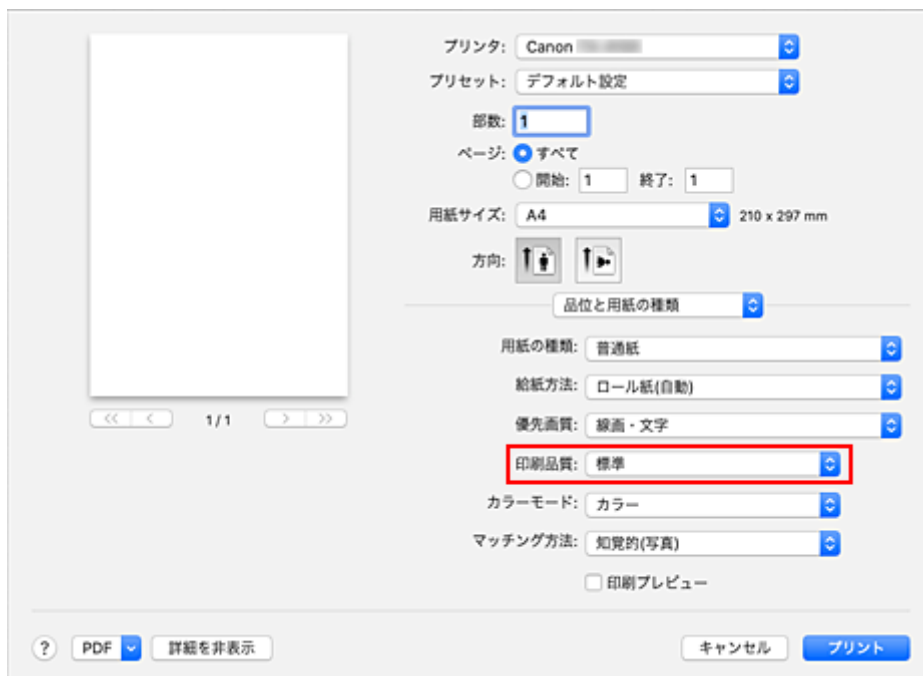 プリンタ: Canon
プリセット: デフォルト設定
部数: 1
ページ: すべて
開始: 1 終了: 1
用紙サイズ: A4 210 x 297 mm
方向:
品位と用紙の種類
用紙の種類: 普通紙
給紙方法: ロール紙(自動)
1/1
優先画質: 線画・文字
印刷品質: 標準
カラーモード: カラー
マッチング方法: 知覚的(写真)
印刷プレビュー
? PDF 詳細を非表示 キャンセル プリント